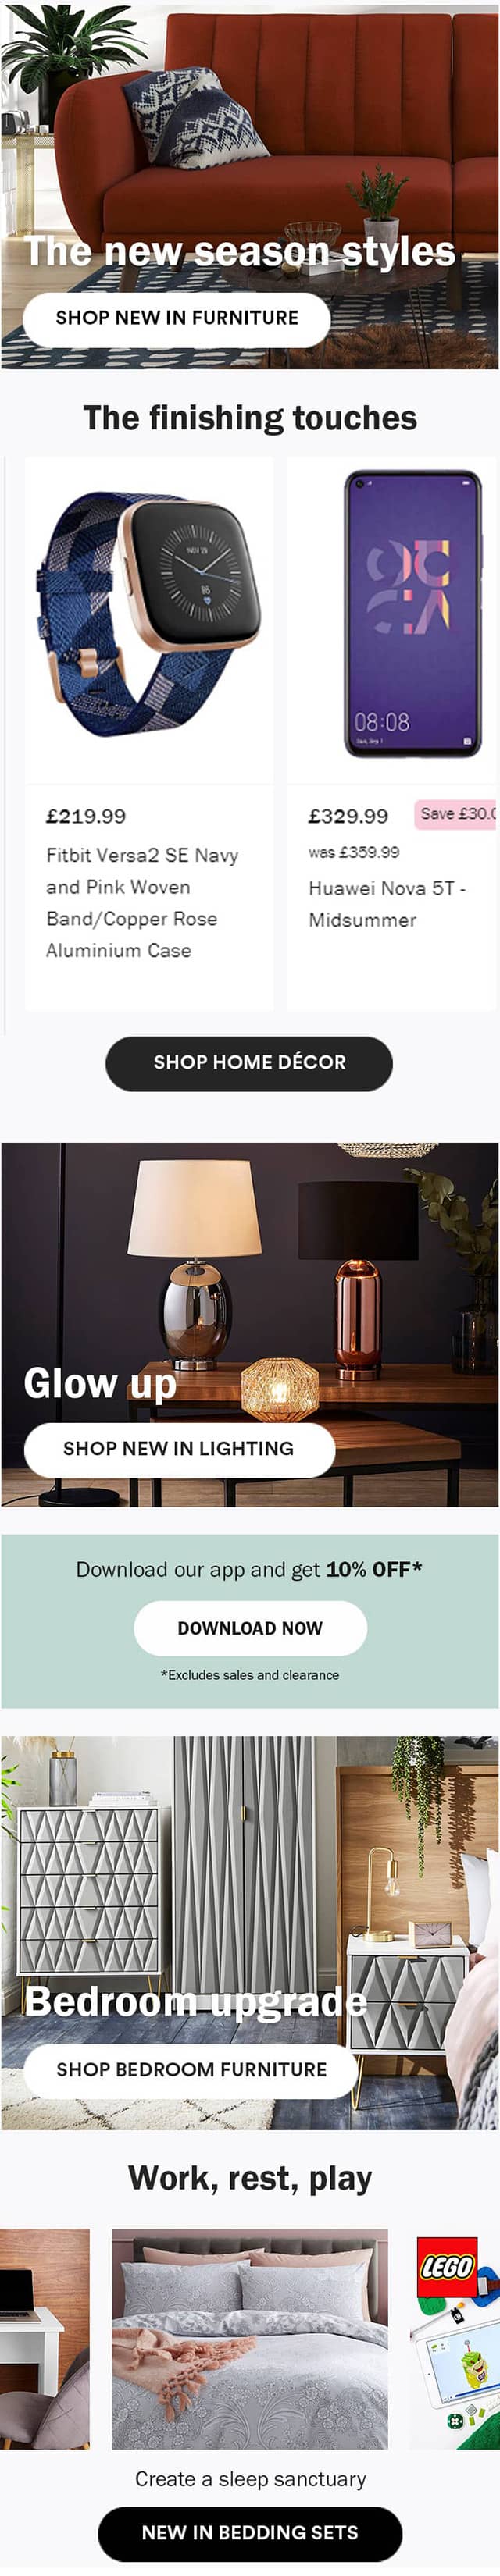 The new season styles
SHOP NEW IN FURNITURE
The finishing touches
08:08
£219.99
Fitbit Versa2 SE Navy
and Pink Woven
Band/Copper Rose
Aluminium Case
£329.99
Save £30.0
was £359.99
Huawei Nova 5T -
Midsummer
SHOP HOME DÉCOR
Glow up
SHOP NEW IN LIGHTING
Download our app and get 10% OFF*
DOWNLOAD NOW
*Excludes sales and clearance
Bedroom upgrade
SHOP BEDROOM FURNITURE
Work, rest, play
LEGO
Create a sleep sanctuary
NEW IN BEDDING SETS